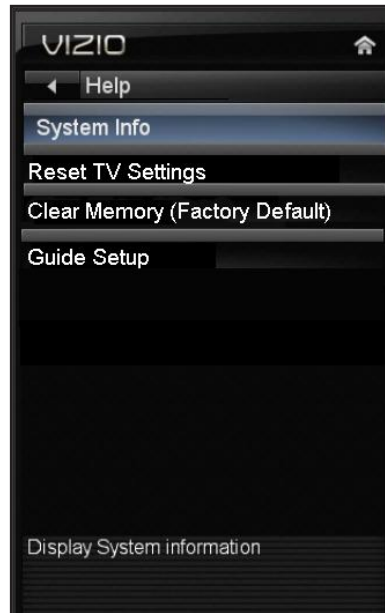 VIZIO
Help
System Info
Reset TV Settings
Clear Memory (Factory Default)
Guide Setup
Display System information